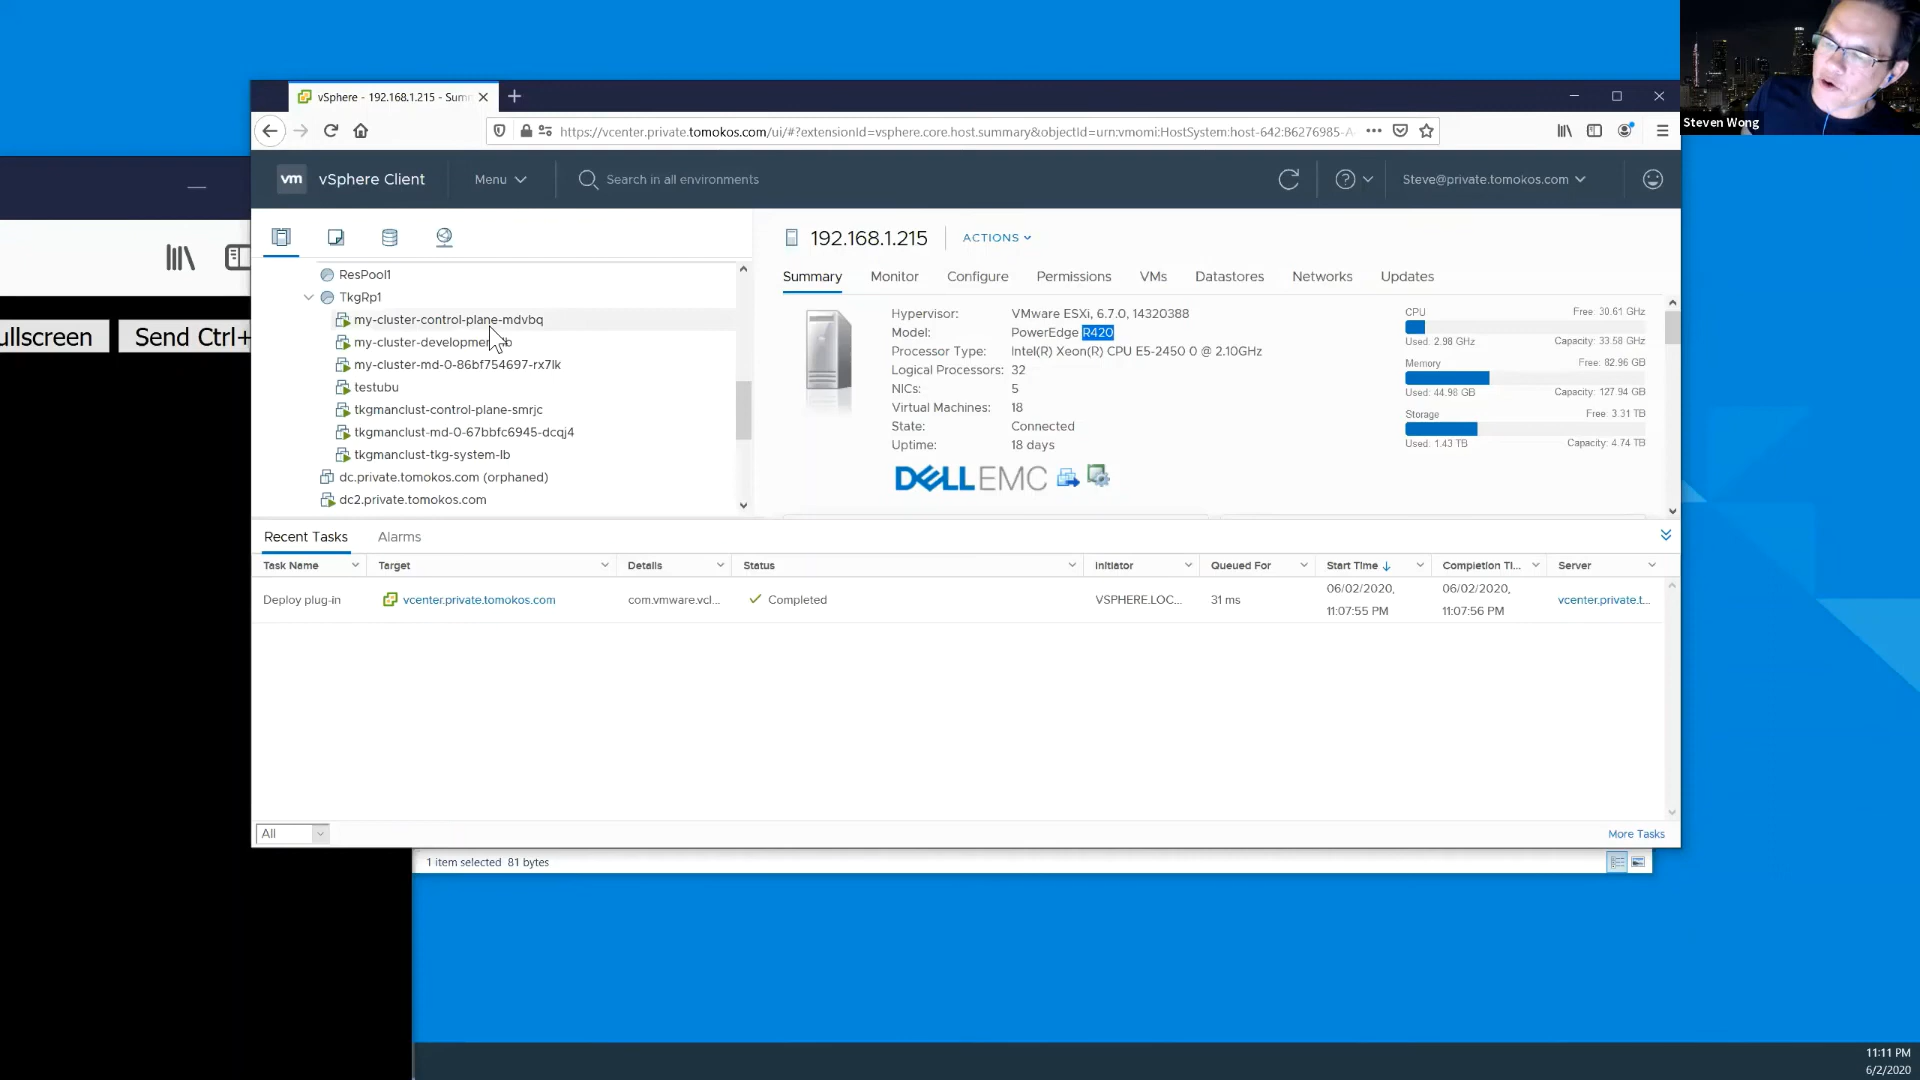 Steven Wong
vSphere - 192.168.1.215 - Sum
https://vcenter.private.tomokos.com/ui/#?extensionId=vsphere.core.host.summary&objectId=urn:vmomi:HostSystem:host-642:86276985-A
vm vSphere Client Menu Search in all environments Steve@private.tomokos.com
192.168.1.215 ACTIONS
Summary Monitor Configure Permissions VMs Datastores Networks Updates
ResPool1
TkgRp1
my-cluster-control-plane-mdvbq
my-cluster-developmen b
my-cluster-md-0-86bf754697-rx7lk
testubu
tkgmanclust-control-plane-smrjc
tkgmanclust-md-0-67bbfc6945-dcqj4
tkgmanclust-tkg-system-lb
dc.private.tomokos.com (orphaned)
dc2.private.tomokos.com
Hypervisor: VMware ESXi, 6.7.0, 14320388
Model: PowerEdge R420
Processor Type: Intel(R) Xeon(R) CPU E5-2450 0 @ 2.10GHz
Logical Processors: 32
NICs: 5
Virtual Machines: 18
State: Connected
Uptime: 18 days
DELL EMC
CPU Free: 30.61 GHz
Used: 2.98 GHz Capacity: 33.58 GHz
Memory Free: 82.96 GB
Used: 44.98 GB Capacity: 127.94 GB
Storage Free: 3.31 TB
Used: 1.43 TB Capacity: 4.74 TB
ullscreen Send Ctrl+
Recent Tasks Alarms
Task Name Target Details Status Initiator Queued For Start Time Completion Ti... Server
Deploy plug-in vcenter.private.tomokos.com com.vmware.vcl... Completed VSPHERE.LOC... 31 ms 06/02/2020, 06/02/2020, vcenter.private.t...
11:07:55 PM 11:07:56 PM
All More Tasks
1 item selected 81 bytes
11:11 PM
6/2/2020